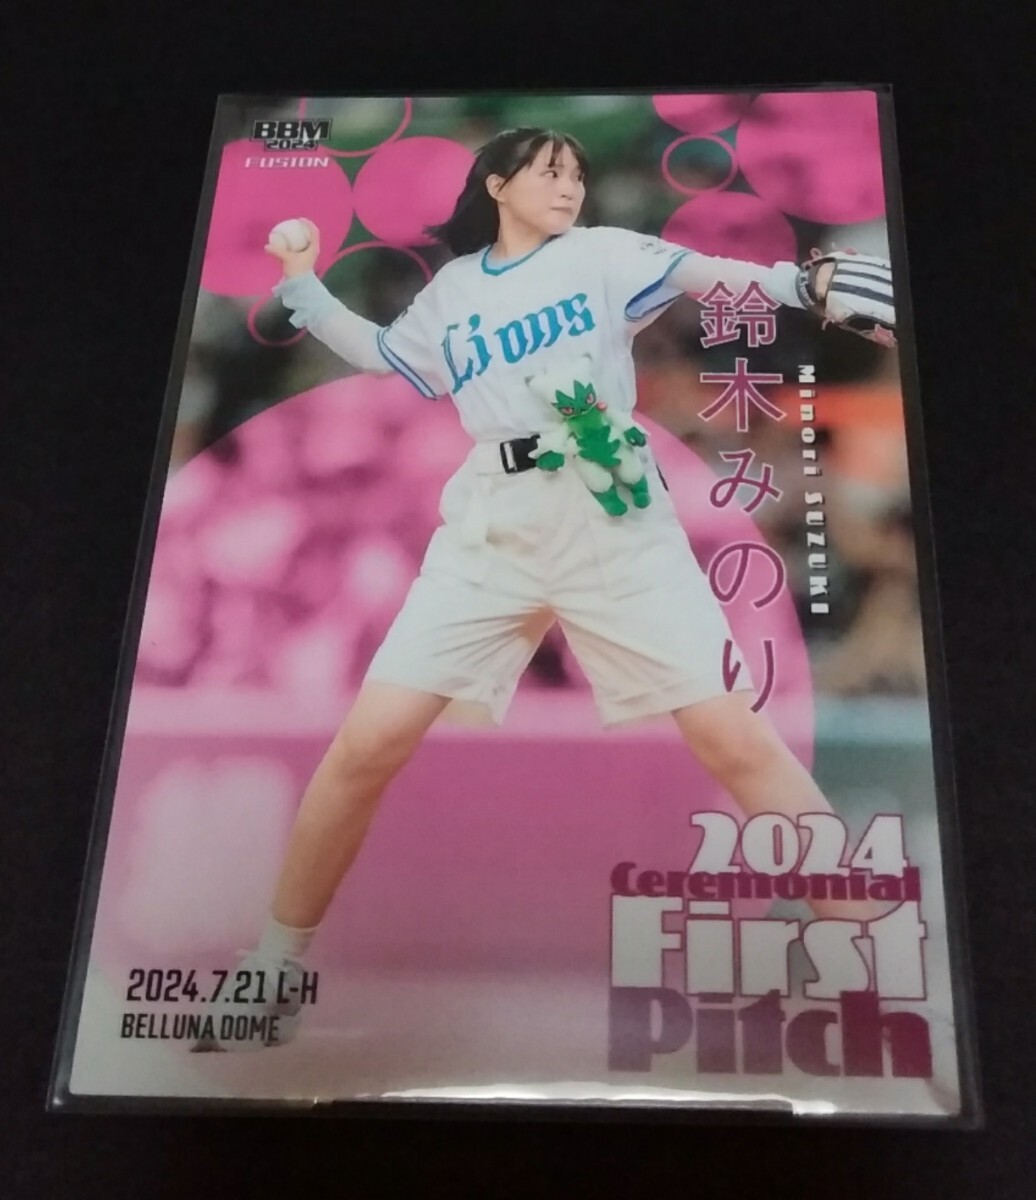 BBM
2024
FUSION
Lions
鈴木みのり
Minori SUZUKI
2024
Ceremonial
First
Pitch
2024.7.21 L-H
BELLUNA DOME